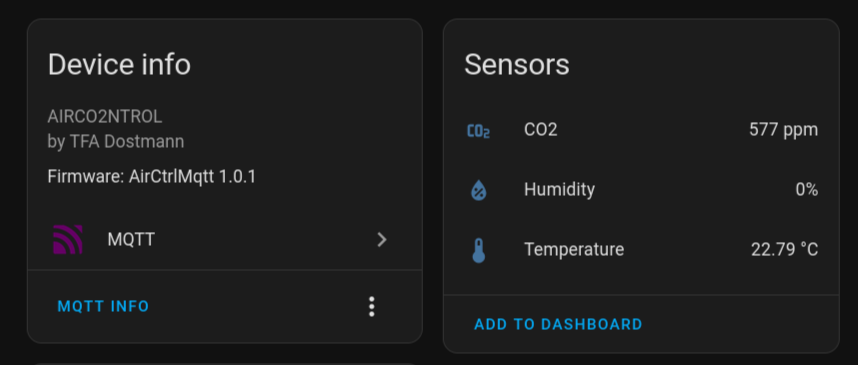 Device info
AIRCO2NTROL
by TFA Dostmann
Firmware: AirCtrlMqtt 1.0.1
MQTT
MQTT INFO
Sensors
CO2 CO2 577 ppm
Humidity 0%
Temperature 22.79 °C
ADD TO DASHBOARD